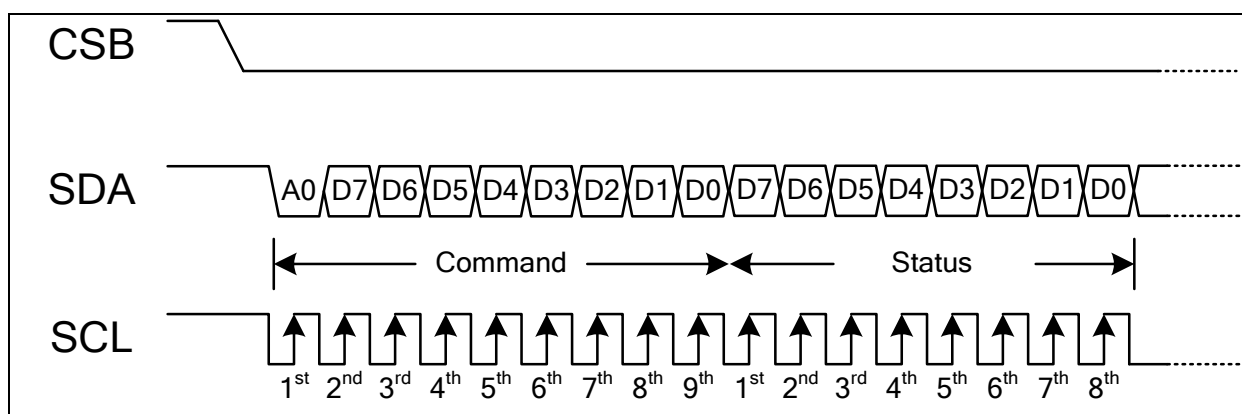 CSB
SDA A0 D7 D6 D5 D4 D3 D2 D1 D0 D7 D6 D5 D4 D3 D2 D1 D0
Command Status
SCL
1st 2nd 3rd 4th 5th 6th 7th 8th 9th 1st 2nd 3rd 4th 5th 6th 7th 8th